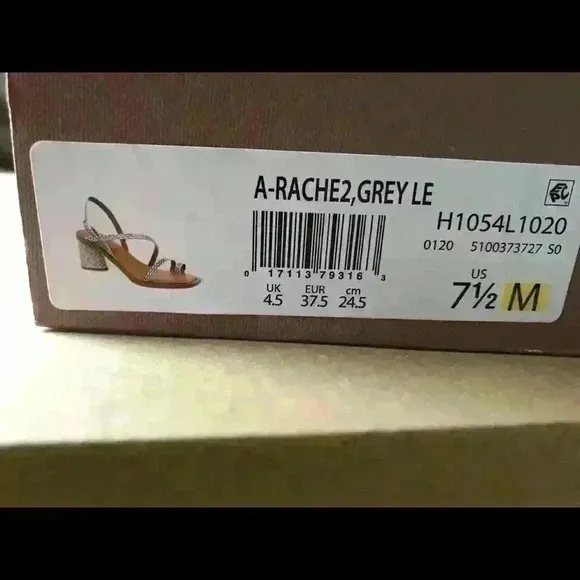 A-RACHE2,GREY LE
H1054L1020
0120 5100373727 S0
0 17113 79316 3
UK EUR cm
4.5 37.5 24.5
US
7½ M